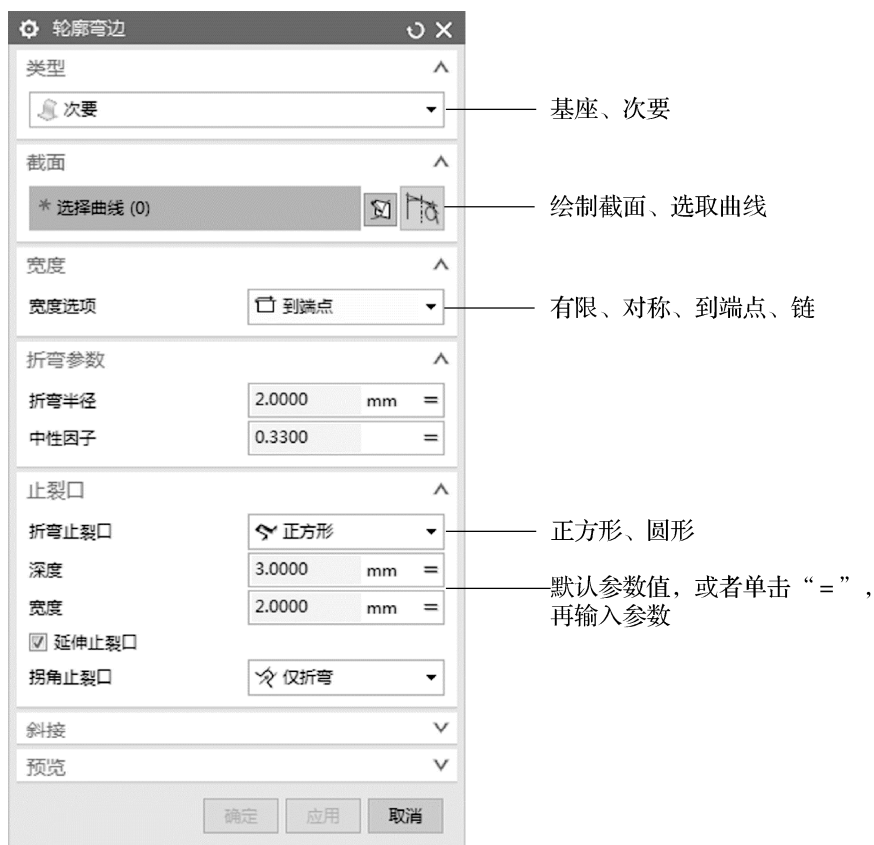 轮廓弯边
类型
次要
基座、次要
截面
* 选择曲线 (0)
绘制截面、选取曲线
宽度
宽度选项
到端点
有限、对称、到端点、链
折弯参数
折弯半径
2.0000 mm =
中性因子
0.3300 =
止裂口
折弯止裂口
正方形
正方形、圆形
深度
3.0000 mm =
默认参数值，或者单击“=”，
再输入参数
宽度
2.0000 mm =
延伸止裂口
拐角止裂口
仅折弯
斜接
预览
确定 应用 取消